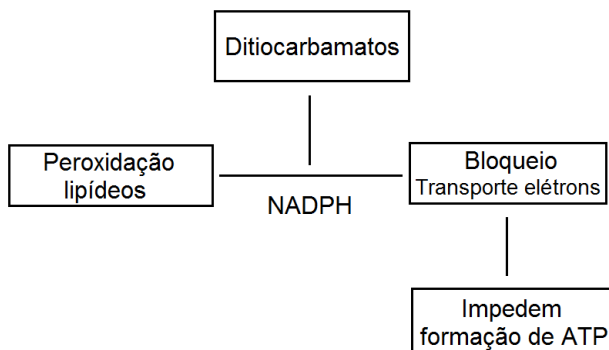 Ditiocarbamatos
Peroxidação
lipídeos
NADPH
Bloqueio
Transporte elétrons
Impedem
formação de ATP